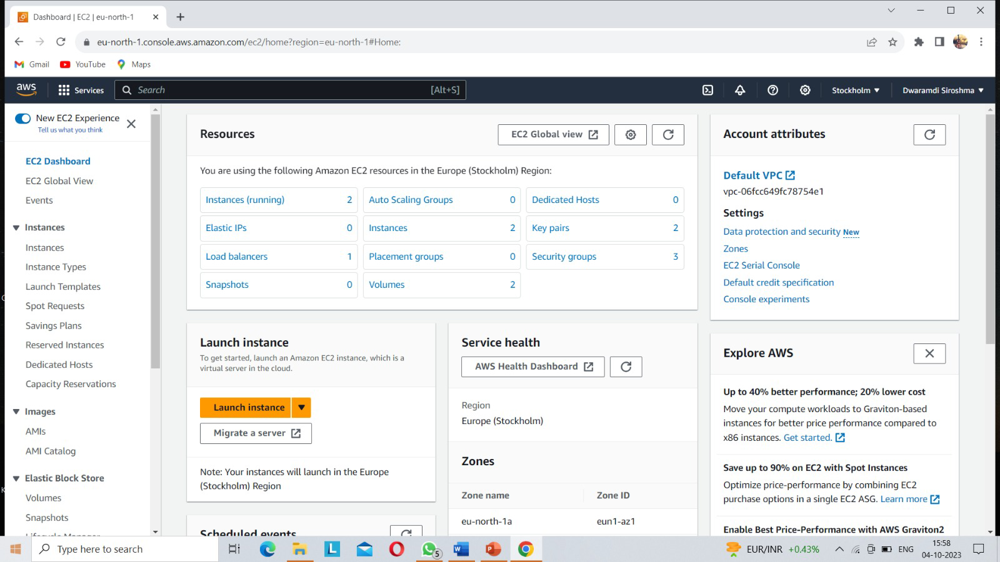 Dashboard | EC2 | eu-north-1
eu-north-1.console.aws.amazon.com/ec2/home?region=eu-north-1#Home:
Gmail
YouTube
Maps
aws
Services
Search
[Alt+S]
Stockholm
Dwaramdi Siroshma
New EC2 Experience
Tell us what you think
EC2 Dashboard
EC2 Global View
Events
Instances
Instances
Instance Types
Launch Templates
Spot Requests
Savings Plans
Reserved Instances
Dedicated Hosts
Capacity Reservations
Images
AMIs
AMI Catalog
Elastic Block Store
Volumes
Snapshots
Lifecycle Manager
Resources
EC2 Global view
You are using the following Amazon EC2 resources in the Europe (Stockholm) Region:
Instances (running) 2
Auto Scaling Groups 0
Dedicated Hosts 0
Elastic IPs 0
Instances 2
Key pairs 2
Load balancers 1
Placement groups 0
Security groups 3
Snapshots 0
Volumes 2
Launch instance
To get started, launch an Amazon EC2 instance, which is a
virtual server in the cloud.
Launch instance
Migrate a server
Note: Your instances will launch in the Europe
(Stockholm) Region
Scheduled events
Service health
AWS Health Dashboard
Region
Europe (Stockholm)
Zones
Zone name Zone ID
eu-north-1a eun1-az1
Account attributes
Default VPC
vpc-06fcc649fc78754e1
Settings
Data protection and security New
Zones
EC2 Serial Console
Default credit specification
Console experiments
Explore AWS
Up to 40% better performance; 20% lower cost
Move your compute workloads to Graviton-based
instances for better price performance compared to
x86 instances. Get started.
Save up to 90% on EC2 with Spot Instances
Optimize price-performance by combining EC2
purchase options in a single EC2 ASG. Learn more
Enable Best Price-Performance with AWS Graviton2
Type here to search
L
5
W
P
EUR/INR +0.43%
ENG
15:58
04-10-2023